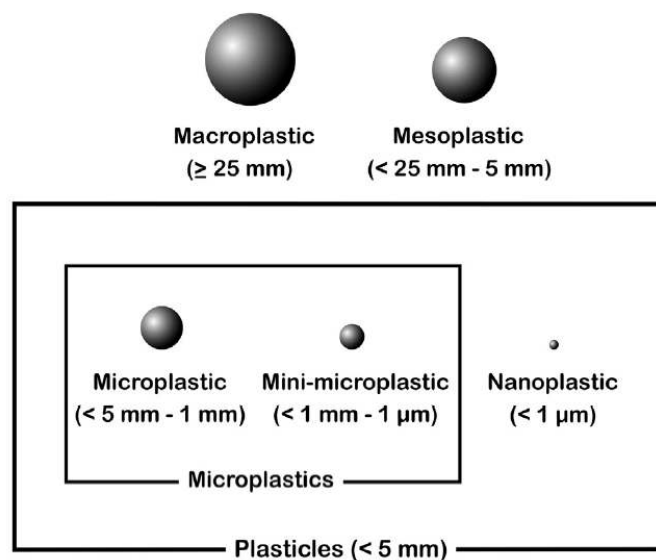 Macroplastic
(≥ 25 mm)
Mesoplastic
(< 25 mm - 5 mm)
Microplastic
(< 5 mm - 1 mm)
Mini-microplastic
(< 1 mm - 1 µm)
Nanoplastic
(< 1 µm)
Microplastics
Plasticles (< 5 mm)